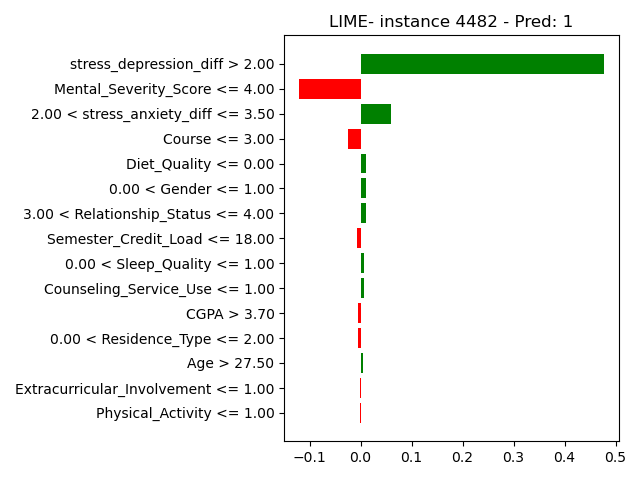 LIME- instance 4482 - Pred: 1
stress_depression_diff > 2.00
Mental_Severity_Score <= 4.00
2.00 < stress_anxiety_diff <= 3.50
Course <= 3.00
Diet_Quality <= 0.00
0.00 < Gender <= 1.00
3.00 < Relationship_Status <= 4.00
Semester_Credit_Load <= 18.00
0.00 < Sleep_Quality <= 1.00
Counseling_Service_Use <= 1.00
CGPA > 3.70
0.00 < Residence_Type <= 2.00
Age > 27.50
Extracurricular_Involvement <= 1.00
Physical_Activity <= 1.00
−0.1 0.0 0.1 0.2 0.3 0.4 0.5